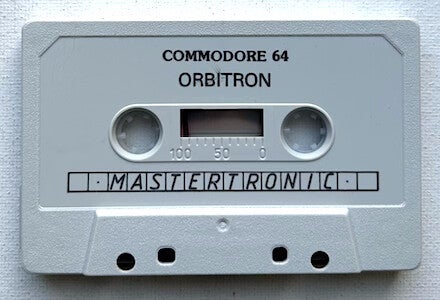 COMMODORE 64
ORBITRON
100 50 0
·MASTERTRONIC·